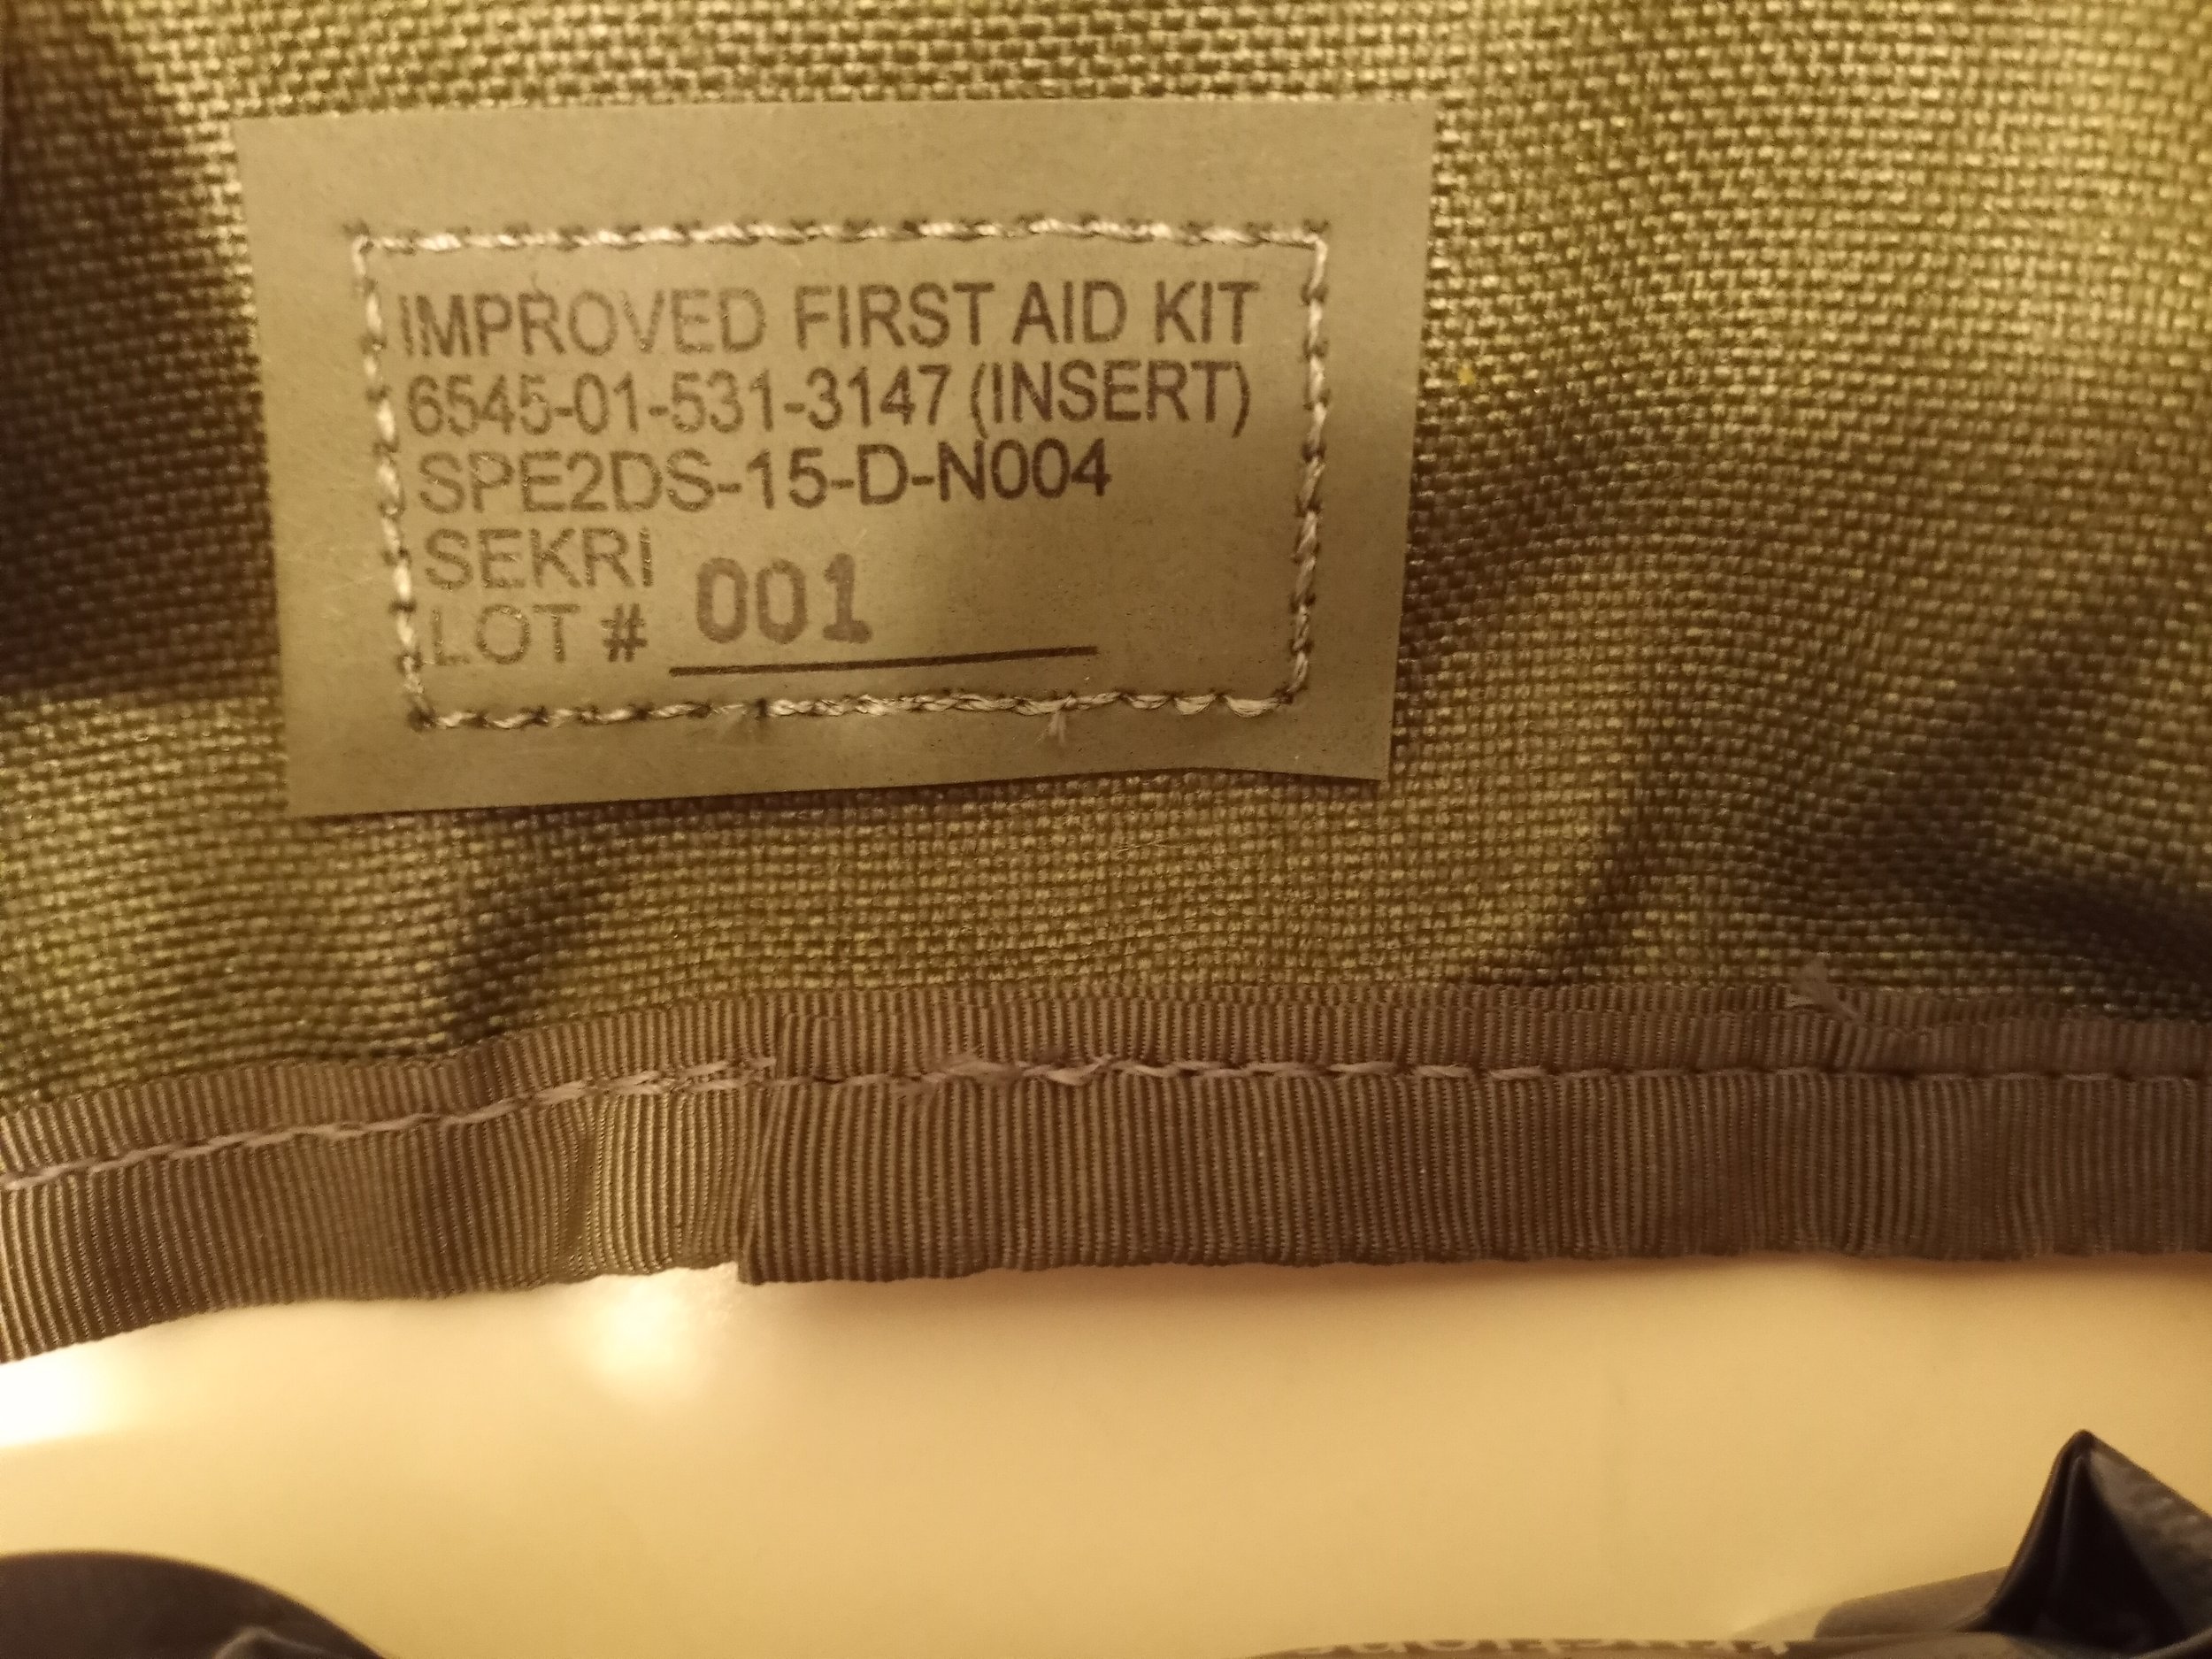 IMPROVED FIRST AID KIT
6545-01-531-3147 (INSERT)
SPE2DS-15-D-N004
SEKRI
LOT # 001